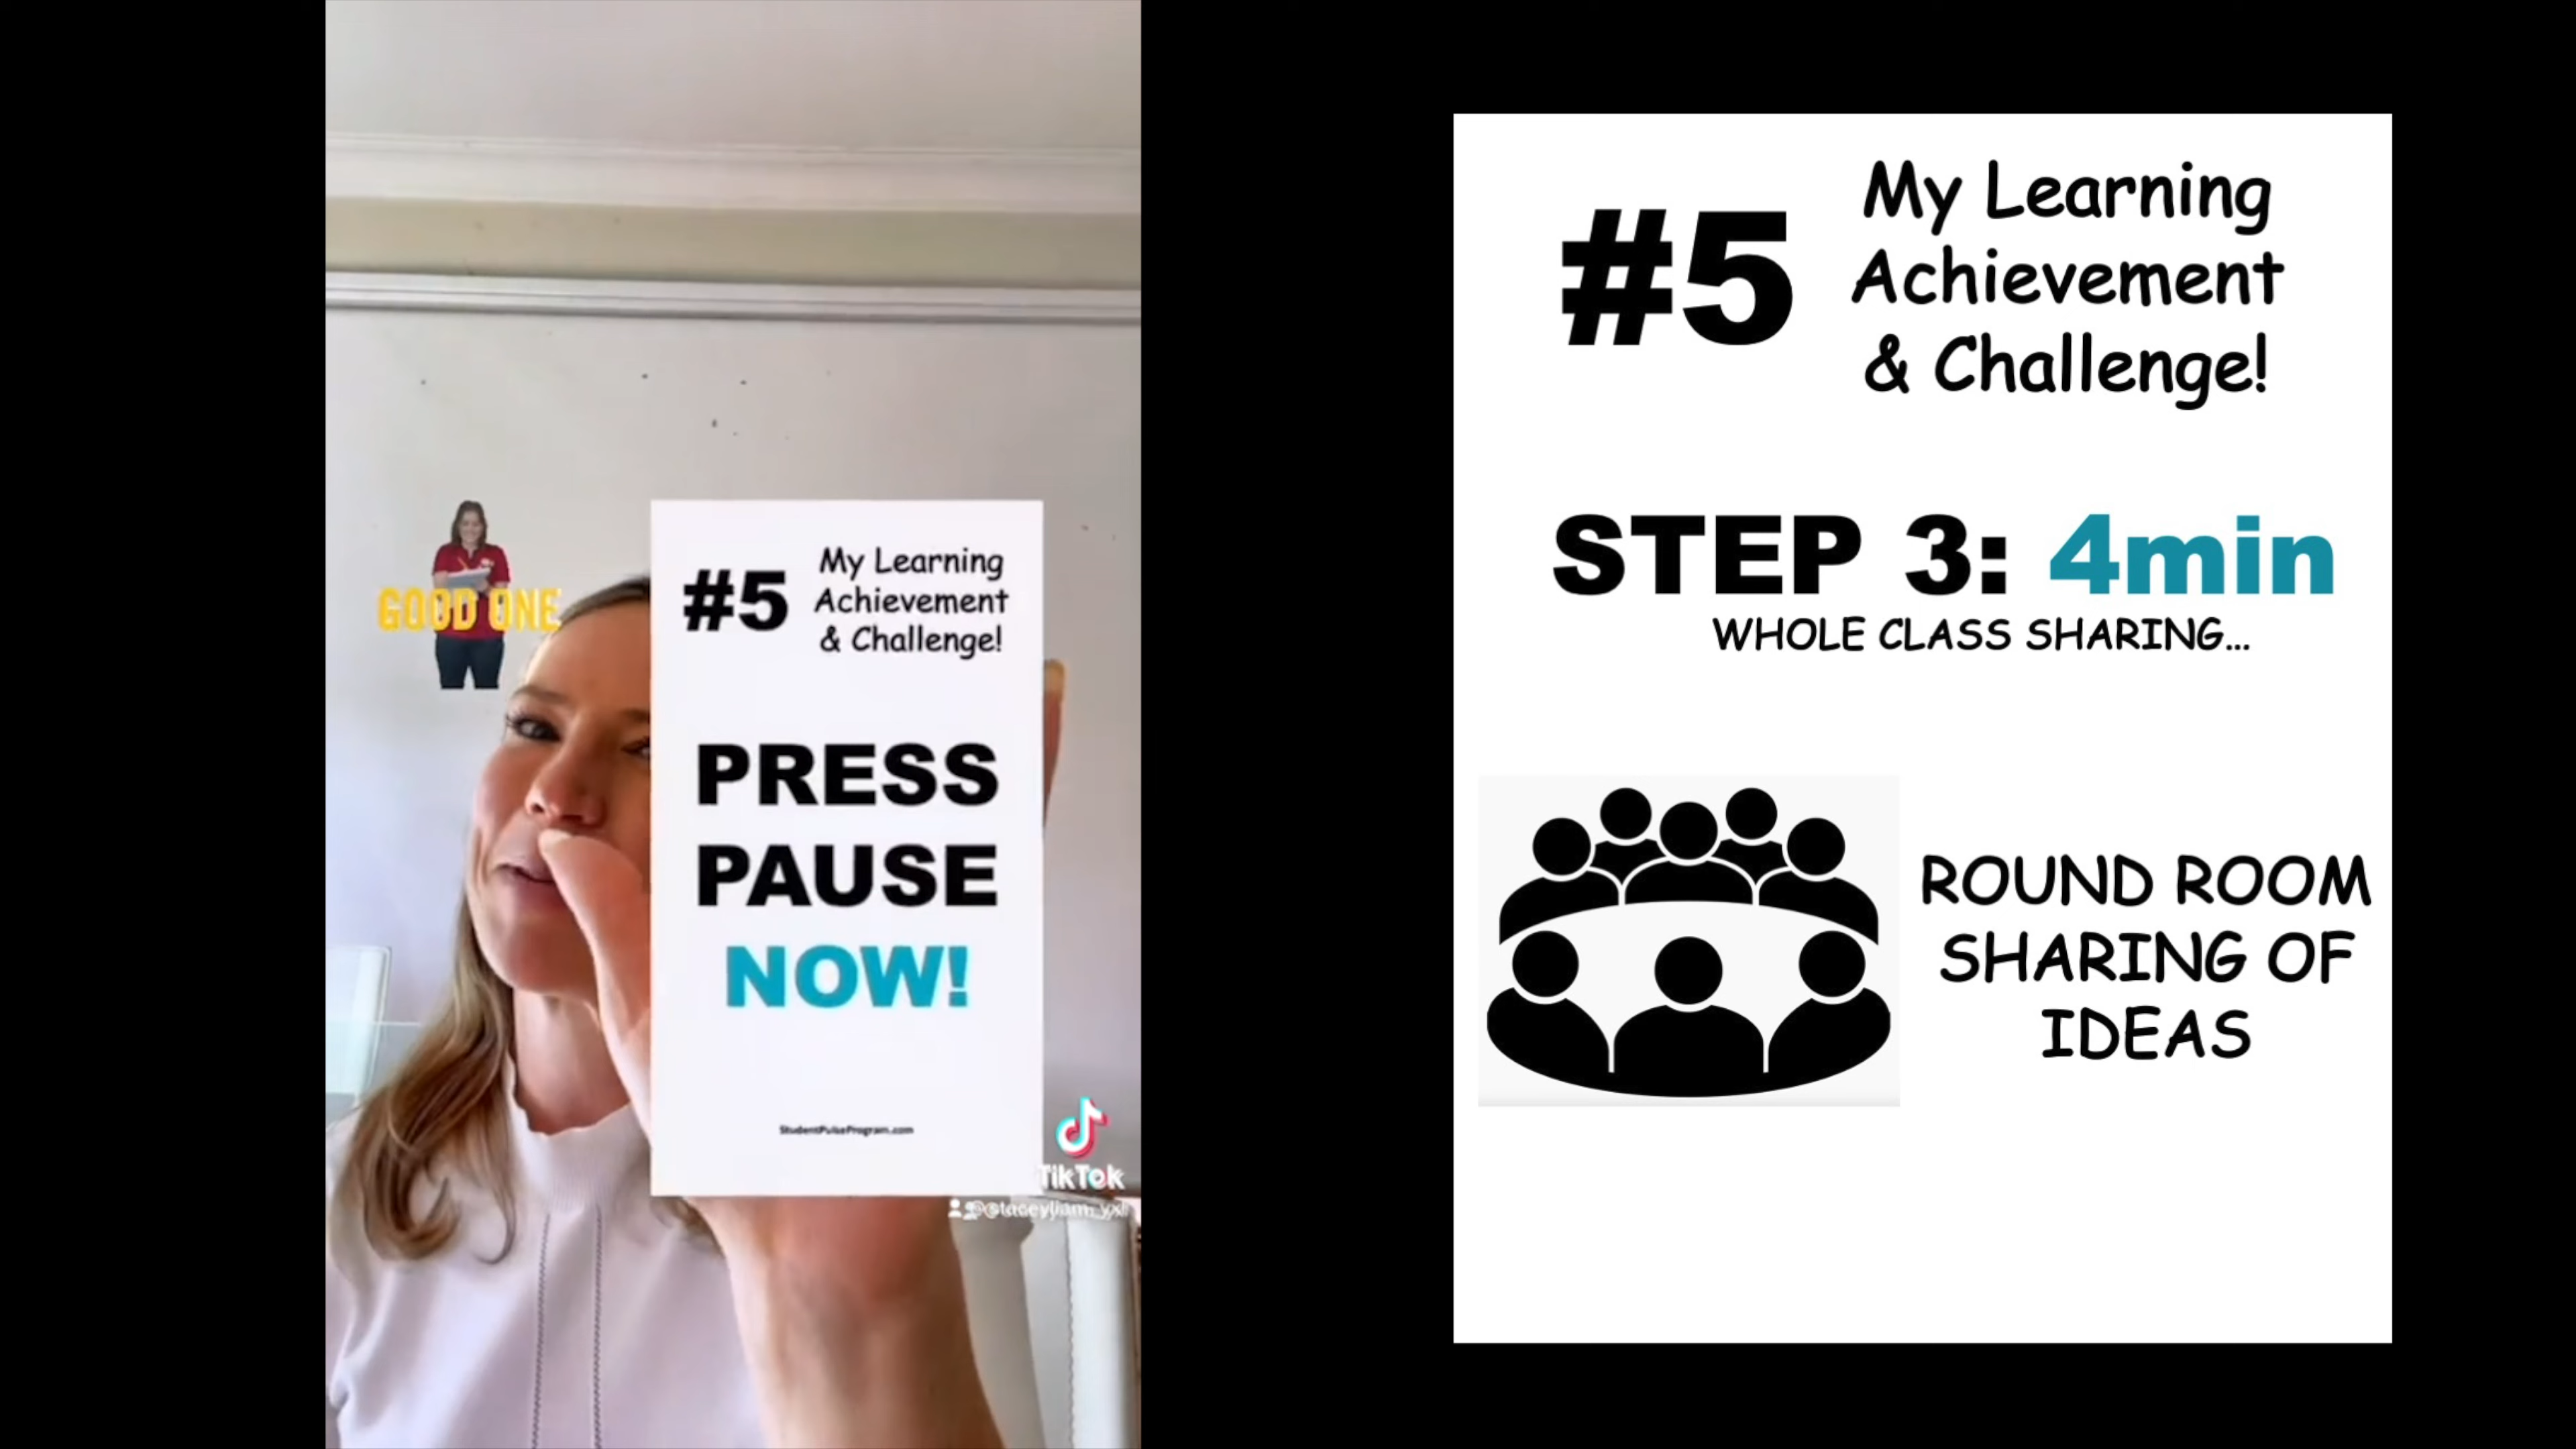 GOOD ONE
#5
My Learning
Achievement
& Challenge!
PRESS
PAUSE
NOW!
StudentPulseProgram.com
TikTok
#5
My Learning
Achievement
& Challenge!
STEP 3: 4min
WHOLE CLASS SHARING...
ROUND ROOM
SHARING OF
IDEAS